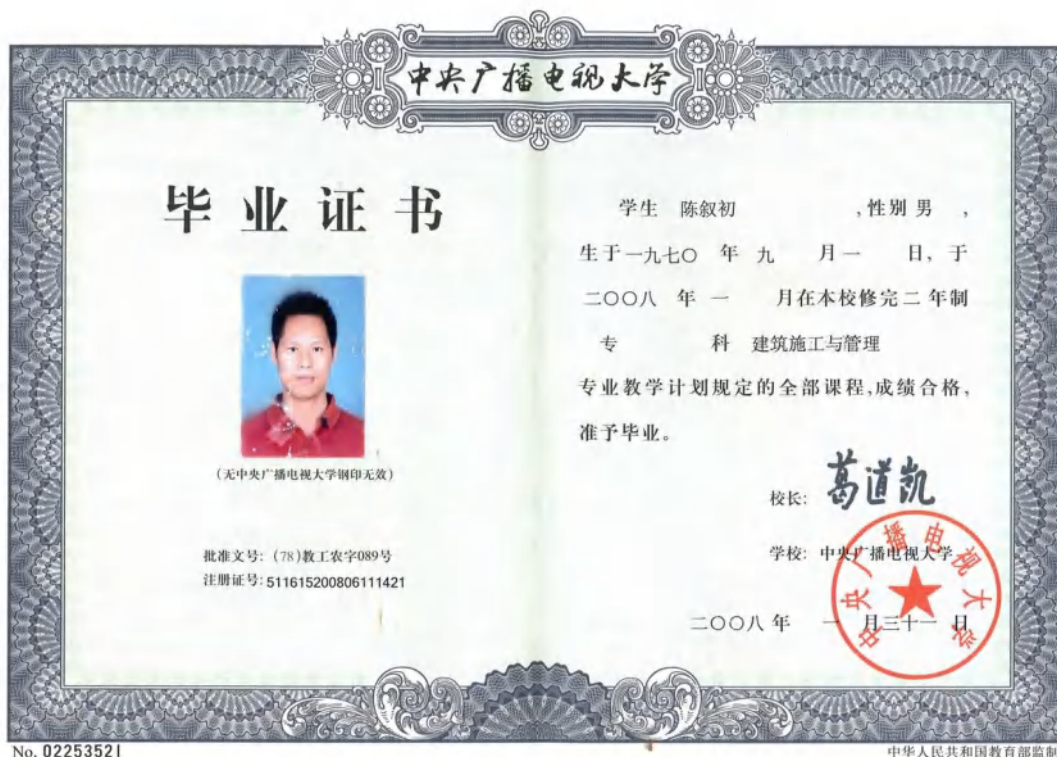 中央广播电视大学
毕业证书
(无中央广播电视大学钢印无效)
批准文号:(78)教工农字089号
注册证号:511615200806111421
学生 陈叙初 ,性别 男 ,
生于一九七〇 年 九 月 一 日, 于
二〇〇八 年 一 月在本校修完 二 年制
专 科 建筑施工与管理
专业教学计划规定的全部课程,成绩合格,
准予毕业。
校长: 葛道凯
学校: 中央广播电视大学
中央广播电视大学
二〇〇八 年 一 月三十一 日
No. 02253521
中华人民共和国教育部监制